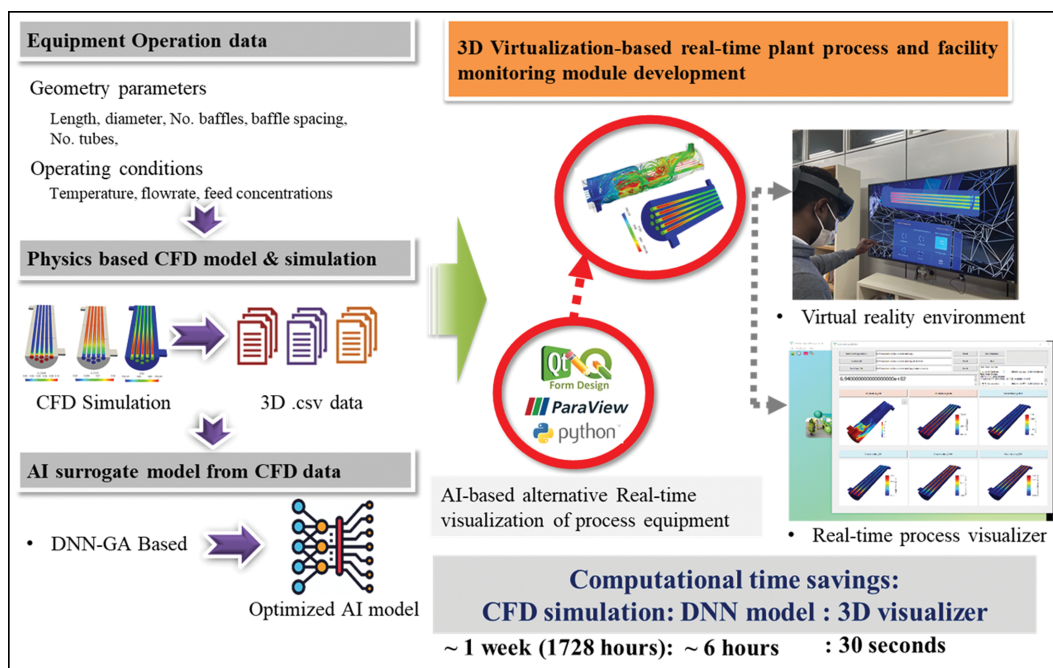 Equipment Operation data
Geometry parameters
Length, diameter, No. baffles, baffle spacing,
No. tubes,
Operating conditions
Temperature, flowrate, feed concentrations
Physics based CFD model & simulation
CFD Simulation
3D .csv data
AI surrogate model from CFD data
• DNN-GA Based
Optimized AI model
3D Virtualization-based real-time plant process and facility
monitoring module development
Qt
Form Design
ParaView
python™
AI-based alternative Real-time
visualization of process equipment
• Virtual reality environment
• Real-time process visualizer
Computational time savings:
CFD simulation: DNN model : 3D visualizer
~ 1 week (1728 hours): ~ 6 hours : 30 seconds